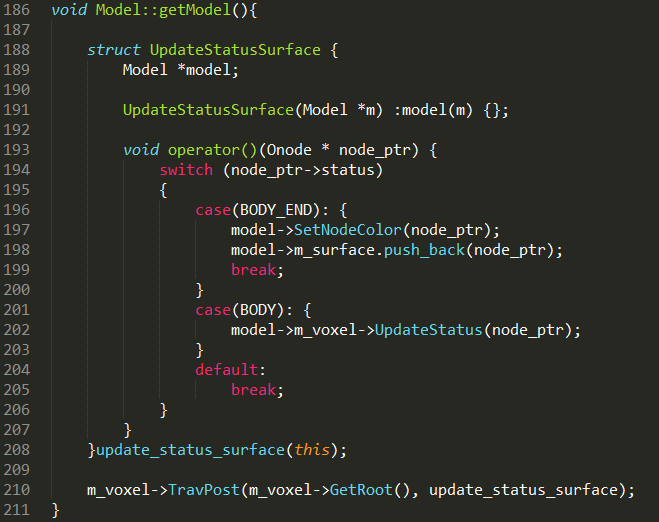 186 void Model::getModel(){
187
188     struct UpdateStatusSurface {
189         Model *model;
190
191         UpdateStatusSurface(Model *m) :model(m) {};
192
193         void operator()(Onode * node_ptr) {
194             switch (node_ptr->status)
195             {
196                 case(BODY_END): {
197                     model->SetNodeColor(node_ptr);
198                     model->m_surface.push_back(node_ptr);
199                     break;
200                 }
201                 case(BODY): {
202                     model->m_voxel->UpdateStatus(node_ptr);
203                 }
204                 default:
205                     break;
206             }
207         }
208     }update_status_surface(this);
209
210     m_voxel->TravPost(m_voxel->GetRoot(), update_status_surface);
211 }